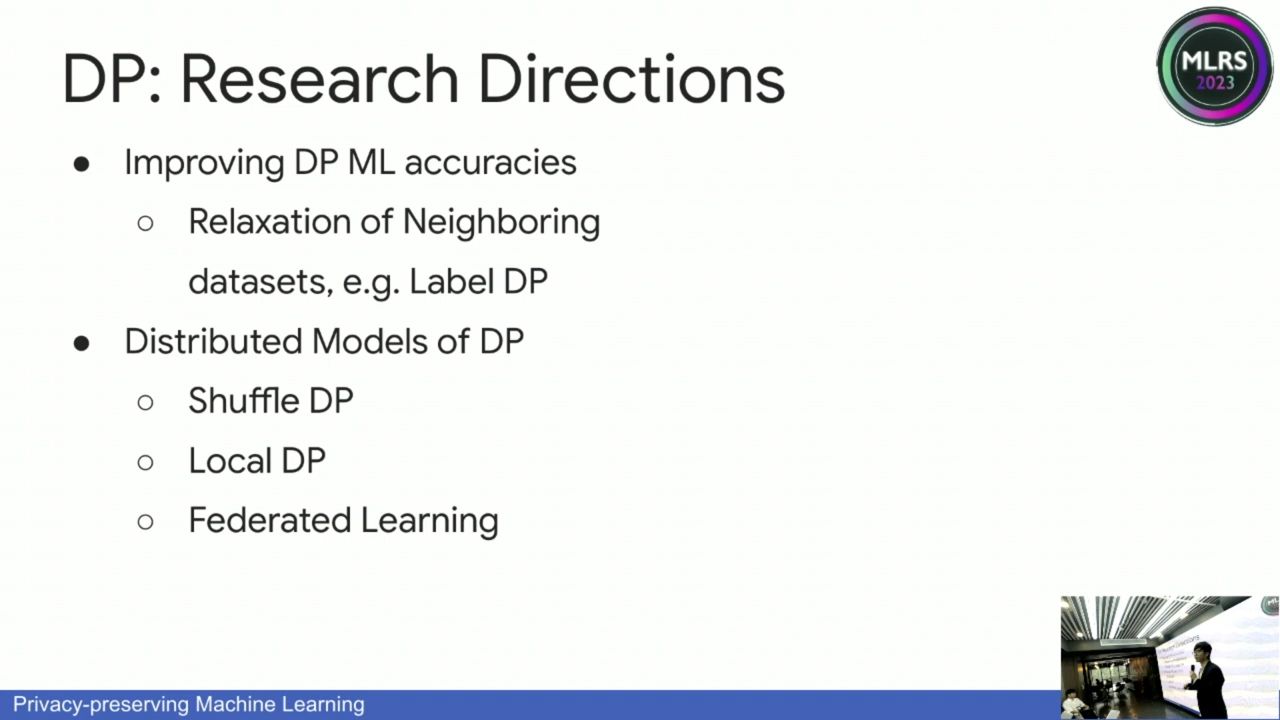 DP: Research Directions
MLRS
2023
● Improving DP ML accuracies
○ Relaxation of Neighboring
datasets, e.g. Label DP
● Distributed Models of DP
○ Shuffle DP
○ Local DP
○ Federated Learning
Privacy-preserving Machine Learning